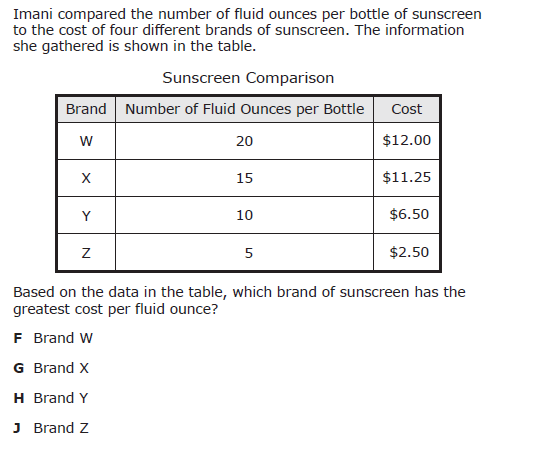 Imani compared the number of fluid ounces per bottle of sunscreen
to the cost of four different brands of sunscreen. The information
she gathered is shown in the table.
Sunscreen Comparison
Brand Number of Fluid Ounces per Bottle Cost
W 20 $12.00
X 15 $11.25
Y 10 $6.50
Z 5 $2.50
Based on the data in the table, which brand of sunscreen has the
greatest cost per fluid ounce?
F Brand W
G Brand X
H Brand Y
J Brand Z